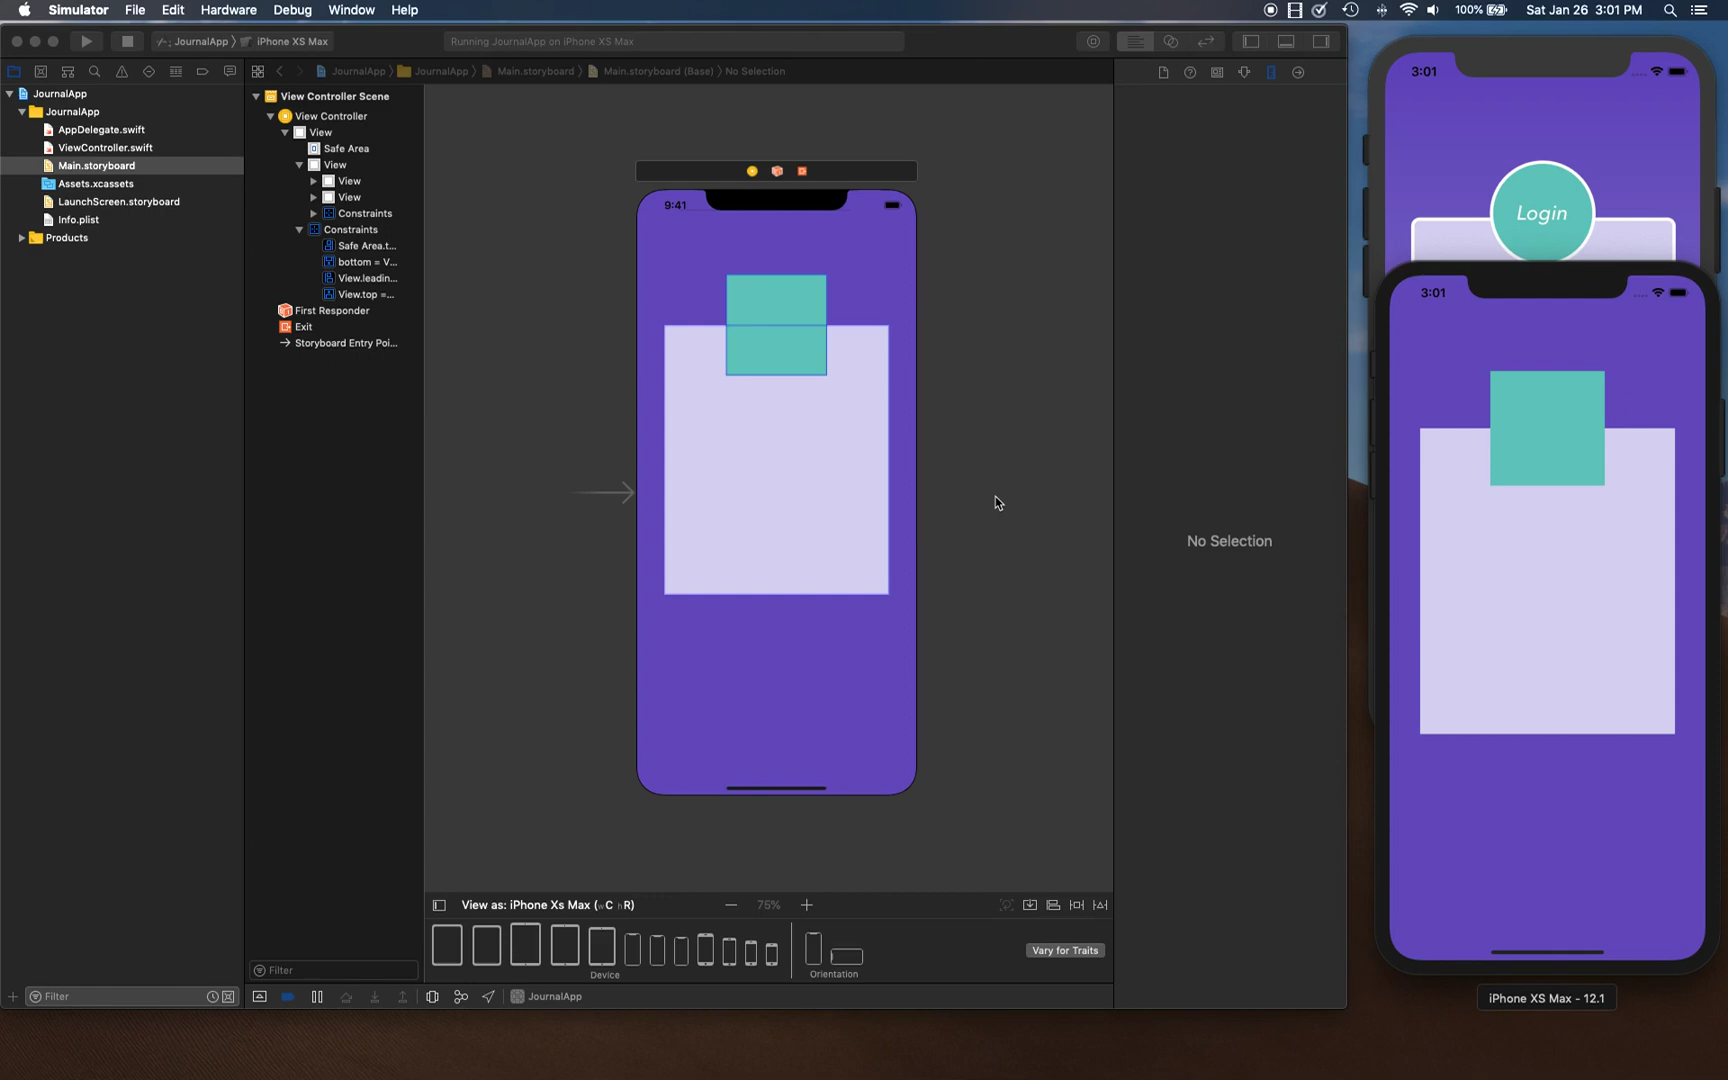 Simulator File Edit Hardware Debug Window Help 100% Sat Jan 26 3:01 PM
JournalApp iPhone XS Max Running JournalApp on iPhone XS Max
JournalApp JournalApp Main.storyboard Main.storyboard (Base) No Selection
JournalApp
JournalApp
AppDelegate.swift
ViewController.swift
Main.storyboard
Assets.xcassets
LaunchScreen.storyboard
Info.plist
Products
Filter
View Controller Scene
View Controller
View
Safe Area
View
View
View
Constraints
Constraints
Safe Area.t...
bottom = V...
View.leadin...
View.top =...
First Responder
Exit
Storyboard Entry Poi...
Filter
9:41
View as: iPhone Xs Max (wC hR) 75%
Device
Orientation
Vary for Traits
JournalApp
No Selection
3:01
Login
3:01
iPhone XS Max - 12.1